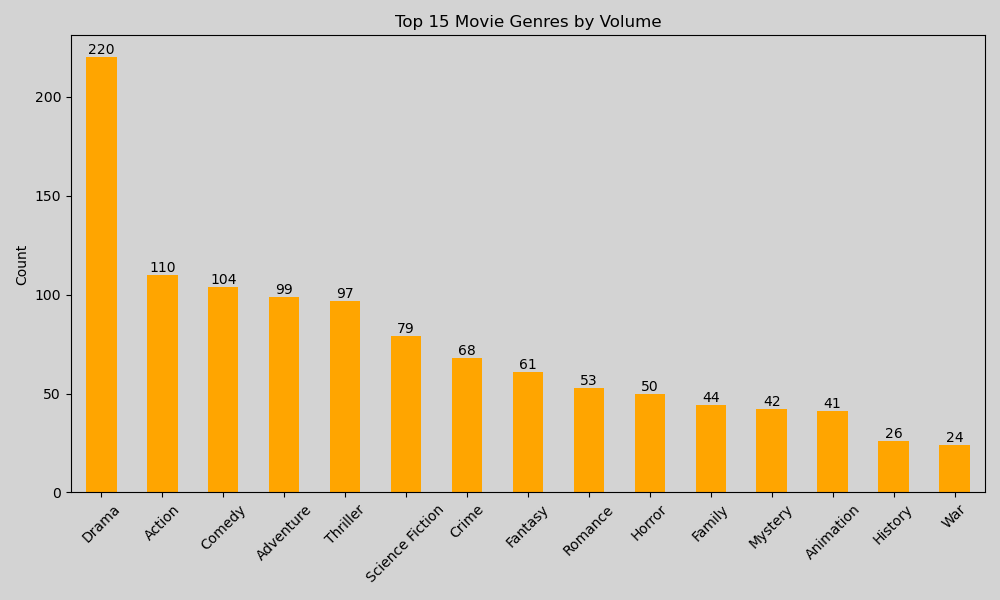 Top 15 Movie Genres by Volume
Count
200
150
100
50
0
220
110
104
99
97
79
68
61
53
50
44
42
41
26
24
Drama
Action
Comedy
Adventure
Thriller
Science Fiction
Crime
Fantasy
Romance
Horror
Family
Mystery
Animation
History
War